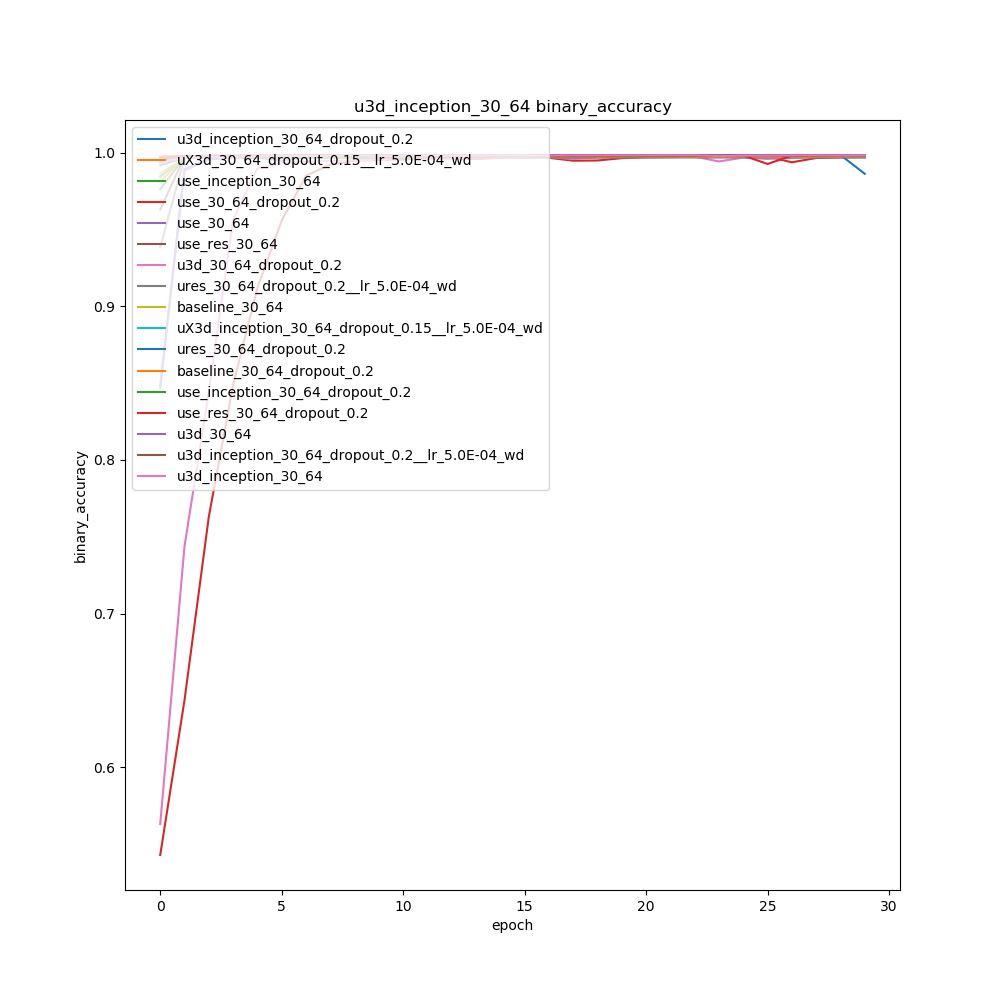 u3d_inception_30_64 binary_accuracy
u3d_inception_30_64_dropout_0.2
uX3d_30_64_dropout_0.15__lr_5.0E-04_wd
use_inception_30_64
use_30_64_dropout_0.2
use_30_64
use_res_30_64
u3d_30_64_dropout_0.2
ures_30_64_dropout_0.2__lr_5.0E-04_wd
baseline_30_64
uX3d_inception_30_64_dropout_0.15__lr_5.0E-04_wd
ures_30_64_dropout_0.2
baseline_30_64_dropout_0.2
use_inception_30_64_dropout_0.2
use_res_30_64_dropout_0.2
u3d_30_64
u3d_inception_30_64_dropout_0.2__lr_5.0E-04_wd
u3d_inception_30_64
1.0
0.9
0.8
0.7
0.6
binary_accuracy
0 5 10 15 20 25 30
epoch